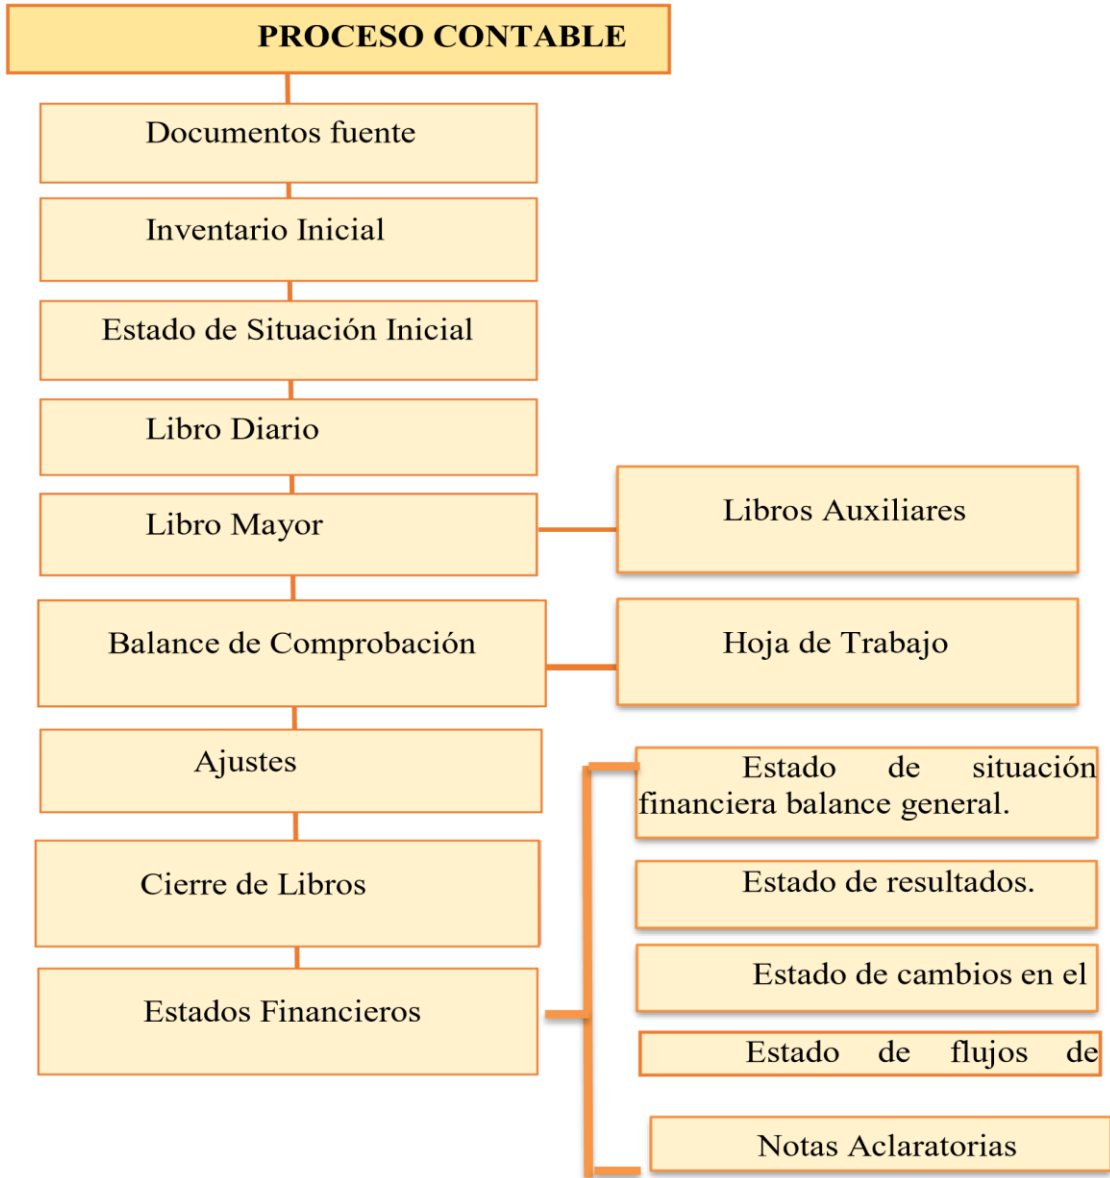 PROCESO CONTABLE
Documentos fuente
Inventario Inicial
Estado de Situación Inicial
Libro Diario
Libro Mayor
Libros Auxiliares
Balance de Comprobación
Hoja de Trabajo
Ajustes
Cierre de Libros
Estados Financieros
Estado de situación
financiera balance general.
Estado de resultados.
Estado de cambios en el
Estado de flujos de
Notas Aclaratorias